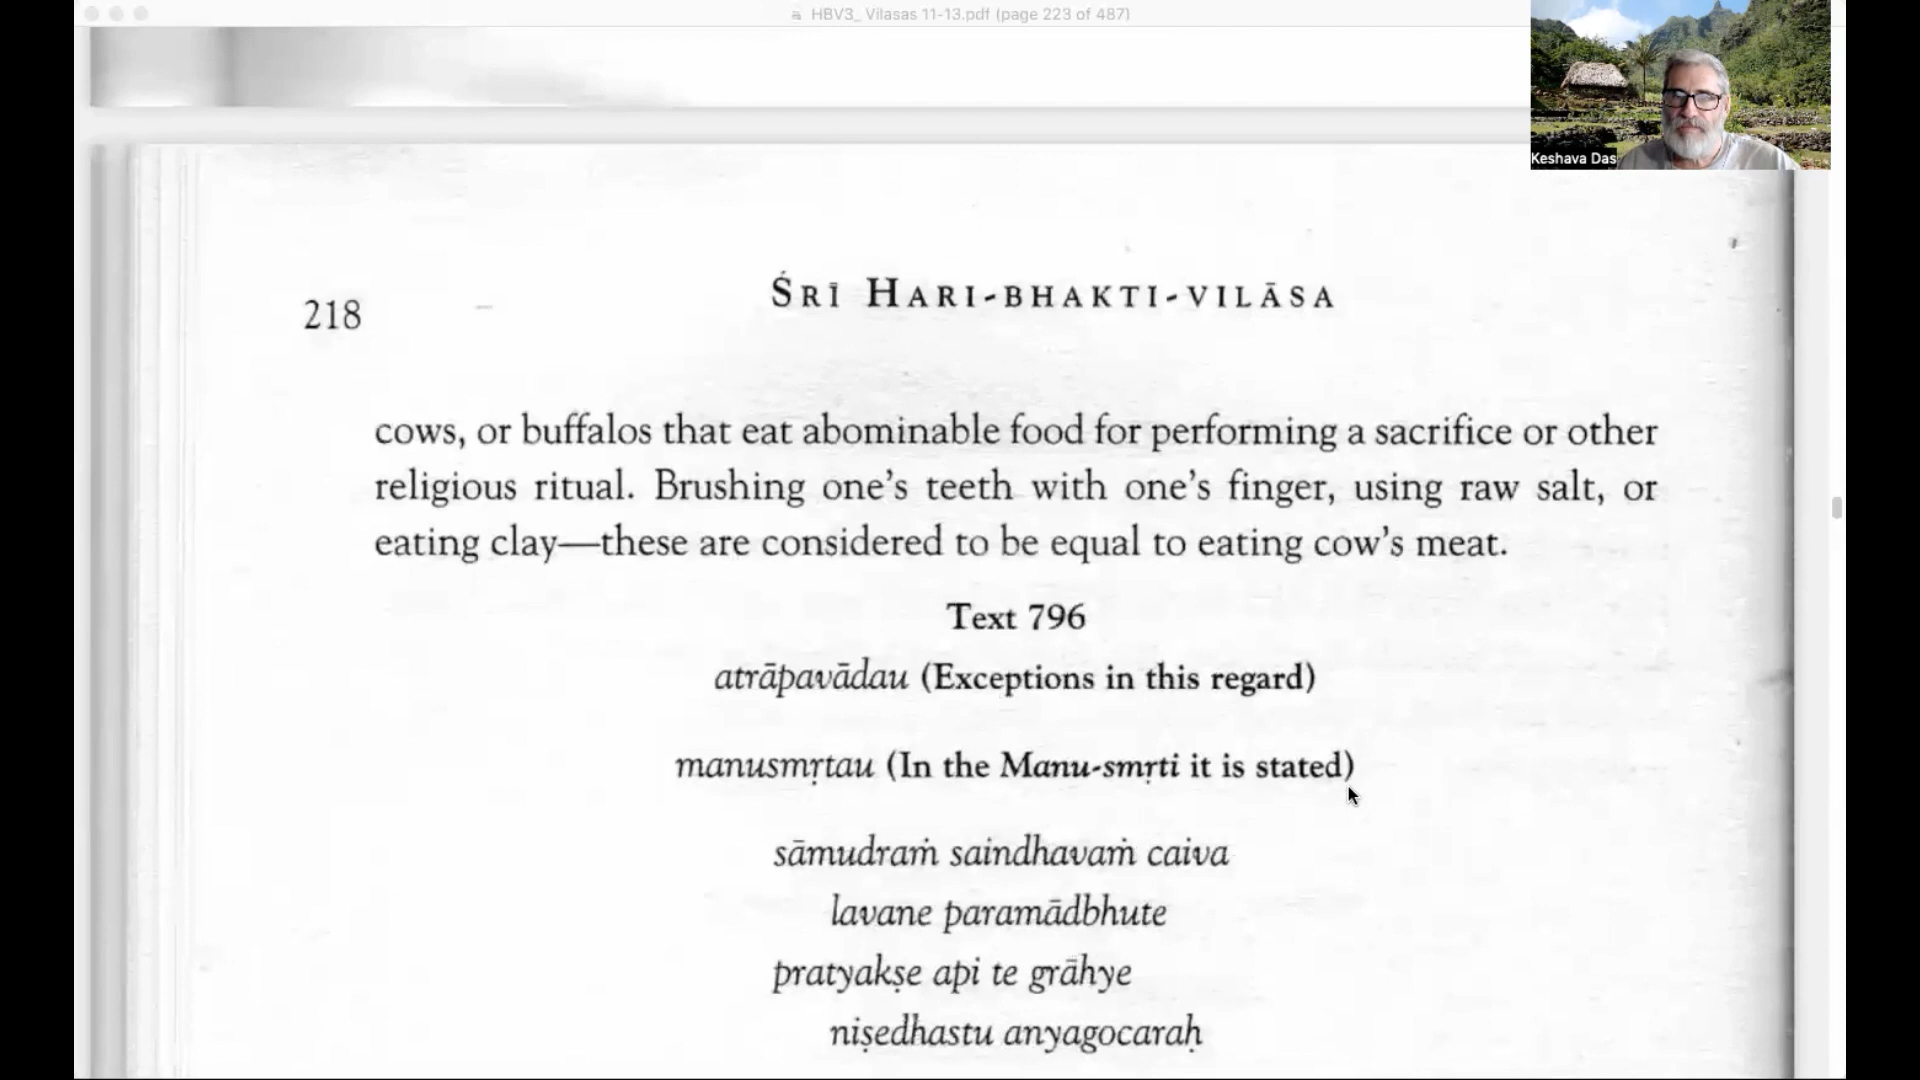 HBV3_ Vilasas 11-13.pdf (page 223 of 487)
Keshava Das
218
ŚRĪ HARI-BHAKTI-VILĀSA
cows, or buffalos that eat abominable food for performing a sacrifice or other
religious ritual. Brushing one’s teeth with one’s finger, using raw salt, or
eating clay—these are considered to be equal to eating cow’s meat.
Text 796
atrāpavādau (Exceptions in this regard)
manusmṛtau (In the Manu-smṛti it is stated)
sāmudraṁ saindhavaṁ caiva
lavane paramādbhute
pratyakṣe api te grāhye
niṣedhastu anyagocaraḥ